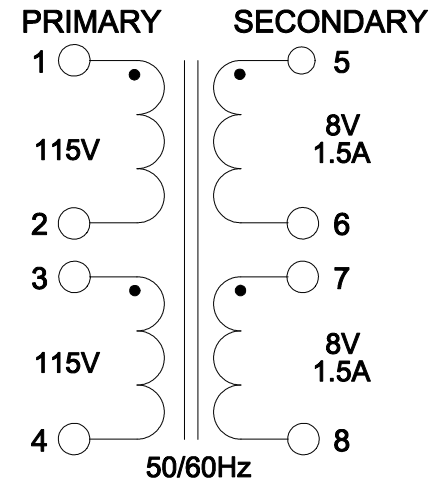 PRIMARY SECONDARY
1 5
115V 8V
1.5A
2 6
3 7
115V 8V
1.5A
4 8
50/60Hz